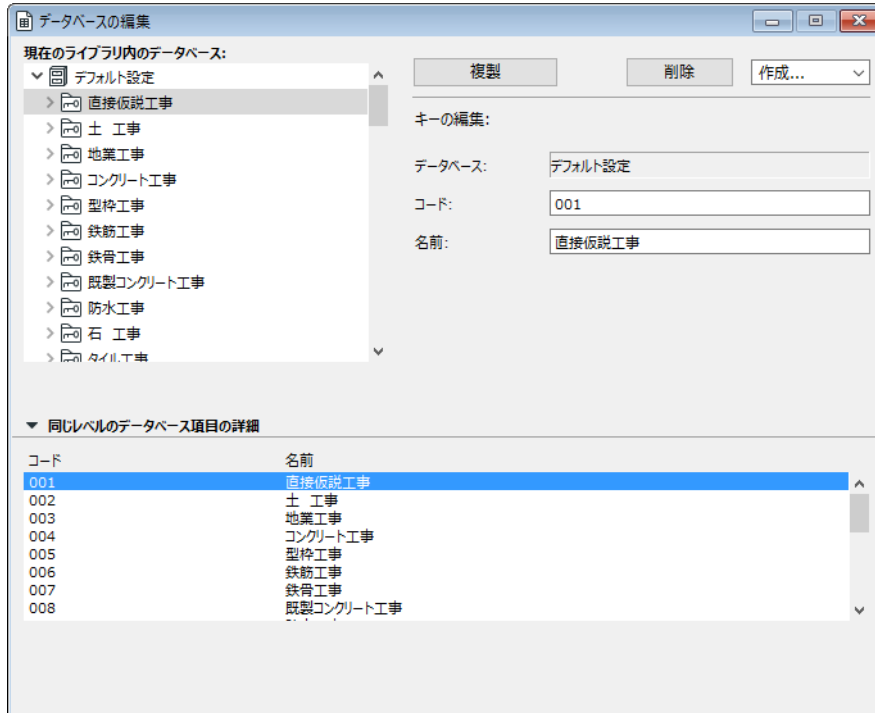 データベースの編集
現在のライブラリ内のデータベース:
デフォルト設定
直接仮説工事
土　工事
地業工事
コンクリート工事
型枠工事
鉄筋工事
鉄骨工事
既製コンクリート工事
防水工事
石　工事
タイル工事
複製
削除
作成...
キーの編集:
データベース: デフォルト設定
コード: 001
名前: 直接仮説工事
同じレベルのデータベース項目の詳細
コード 名前
001 直接仮説工事
002 土　工事
003 地業工事
004 コンクリート工事
005 型枠工事
006 鉄筋工事
007 鉄骨工事
008 既製コンクリート工事